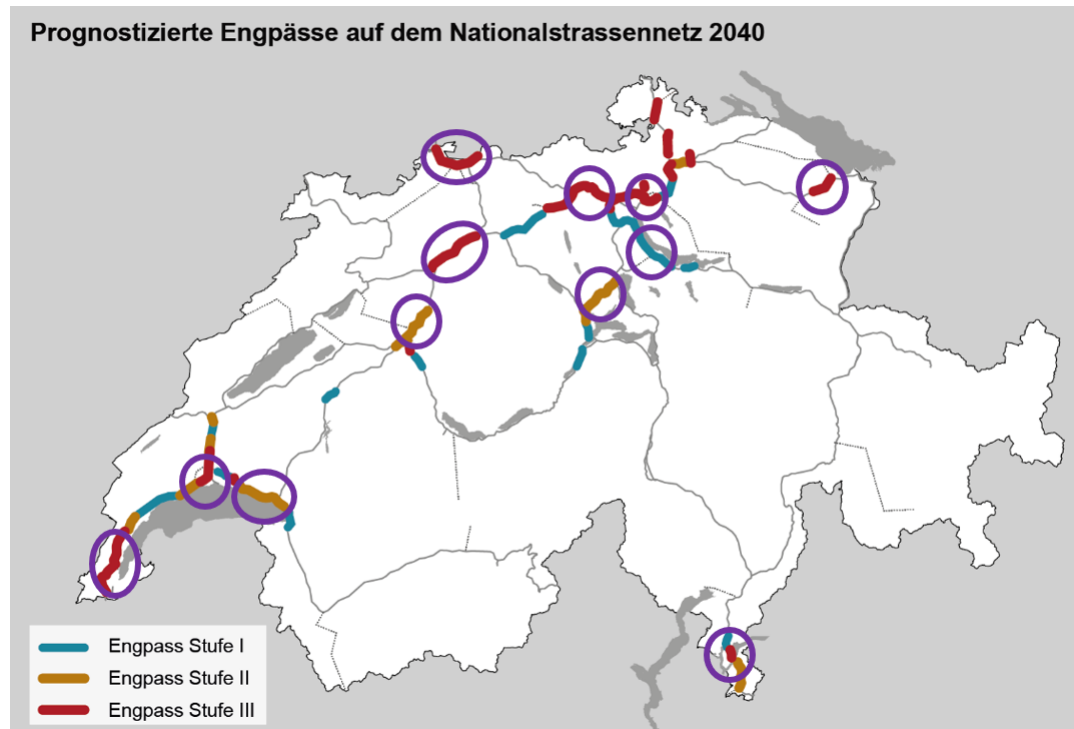 Prognostizierte Engpässe auf dem Nationalstrassennetz 2040
Engpass Stufe I
Engpass Stufe II
Engpass Stufe III